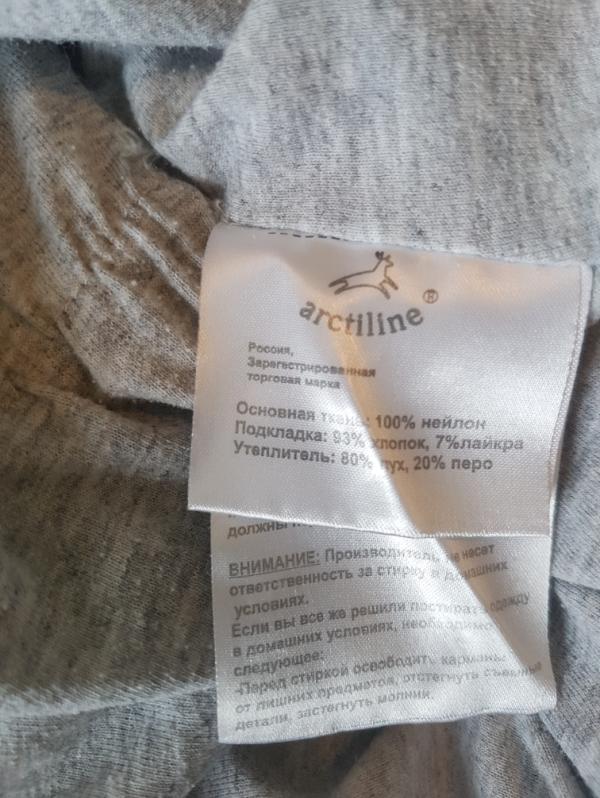 arctiline®
Россия,
Зарегестрированная
торговая марка
Основная ткань: 100% нейлон
Подкладка: 93% хлопок, 7%лайкра
Утеплитель: 80% пух, 20% перо
должны
ВНИМАНИЕ: Производитель не несет
ответственность за стирку в домашних
условиях.
Если вы все же решили постирать одежду
в домашних условиях, необходимо
следующее:
-Перед стиркой освободить карманы
от лишних предметов, отстегнуть съемные
детали, застегнуть молнии.